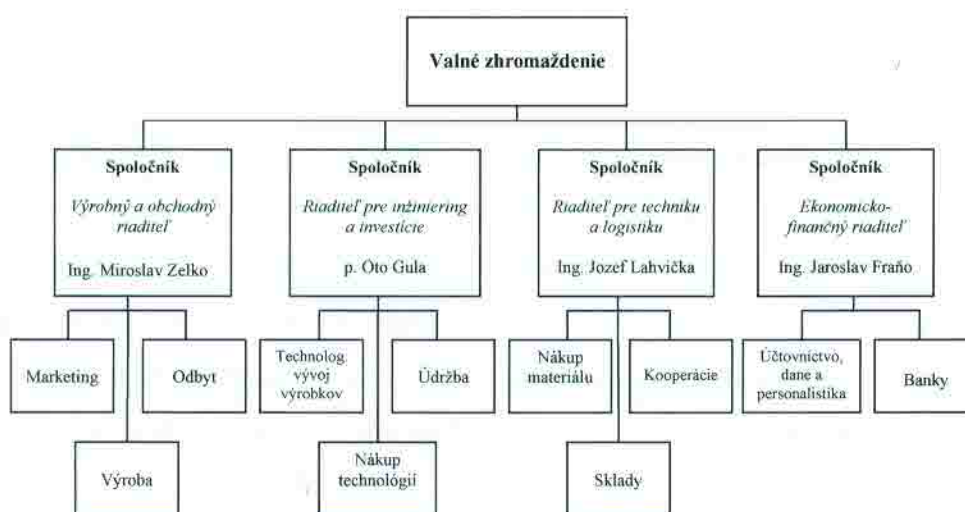 Valné zhromaždenie
Spoločník
Výrobný a obchodný
riaditeľ
Ing. Miroslav Zelko
Spoločník
Riaditeľ pre inžiniering
a investície
p. Oto Gula
Spoločník
Riaditeľ pre techniku
a logistiku
Ing. Jozef Lahvička
Spoločník
Ekonomicko-
finančný riaditeľ
Ing. Jaroslav Fraňo
Marketing
Odbyt
Technolog.
vývoj
výrobkov
Údržba
Nákup
materiálu
Kooperácie
Účtovníctvo,
dane a
personalistika
Banky
Výroba
Nákup
technológií
Sklady